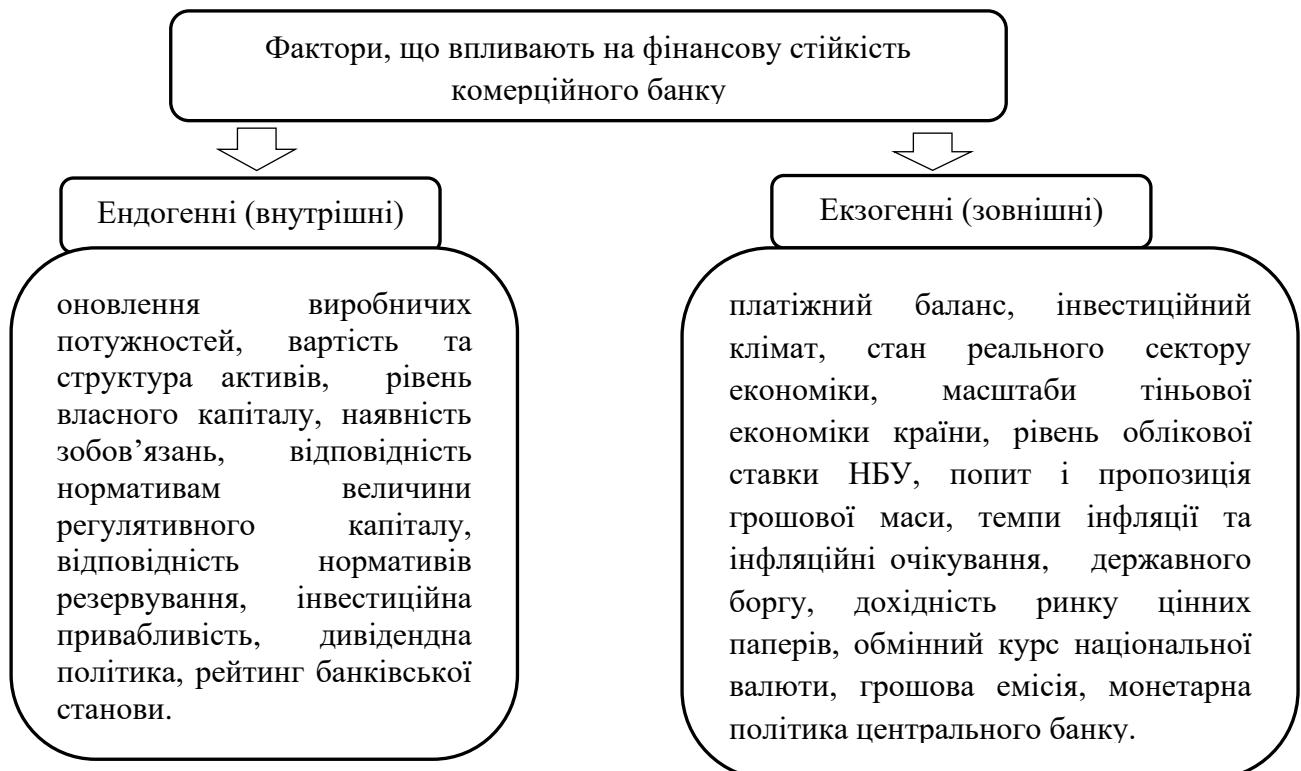 Фактори, що впливають на фінансову стійкість
комерційного банку
Ендогенні (внутрішні)
оновлення виробничих
потужностей, вартість та
структура активів, рівень
власного капіталу, наявність
зобов’язань, відповідність
нормативам величини
регулятивного капіталу,
відповідність нормативів
резервування, інвестиційна
привабливість, дивідендна
політика, рейтинг банківської
станови.
Екзогенні (зовнішні)
платіжний баланс, інвестиційний
клімат, стан реального сектору
економіки, масштаби тіньової
економіки країни, рівень облікової
ставки НБУ, попит і пропозиція
грошової маси, темпи інфляції та
інфляційні очікування, державного
боргу, дохідність ринку цінних
паперів, обмінний курс національної
валюти, грошова емісія, монетарна
політика центрального банку.